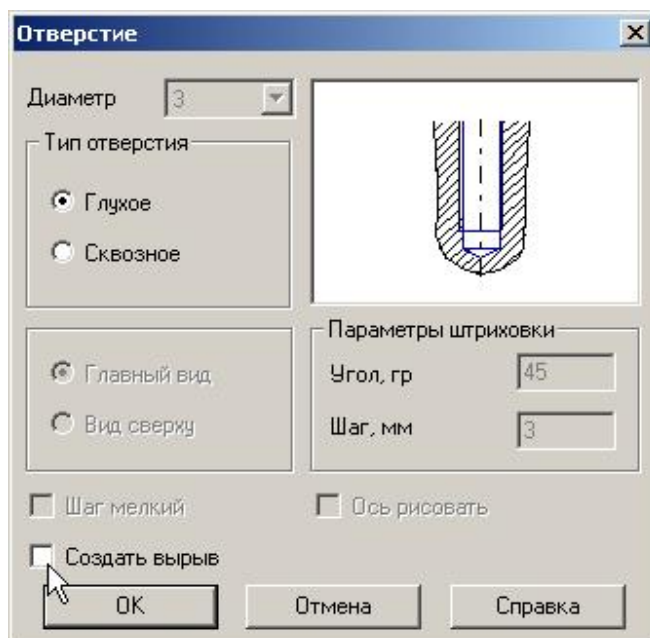 Отверстие
Диаметр 3
Тип отверстия
Глухое
Сквозное
Главный вид
Вид сверху
Параметры штриховки
Угол, гр 45
Шаг, мм 3
Шаг мелкий
Ось рисовать
Создать вырыв
OK Отмена Справка